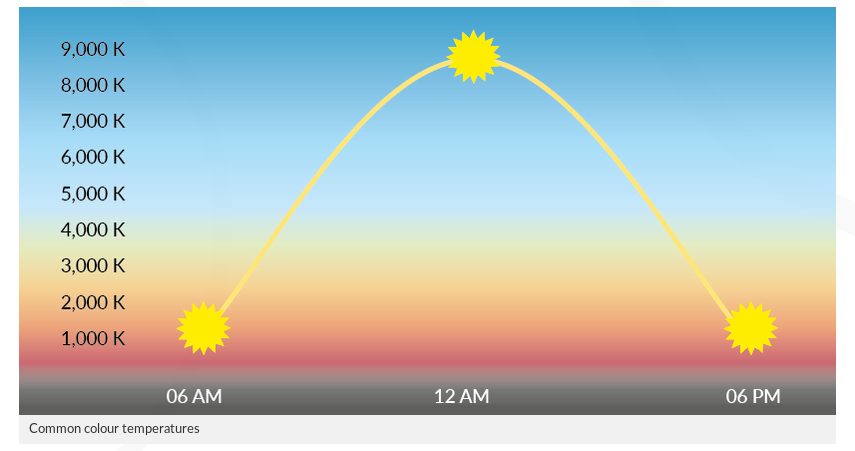 9,000 K
8,000 K
7,000 K
6,000 K
5,000 K
4,000 K
3,000 K
2,000 K
1,000 K
06 AM 12 AM 06 PM
Common colour temperatures